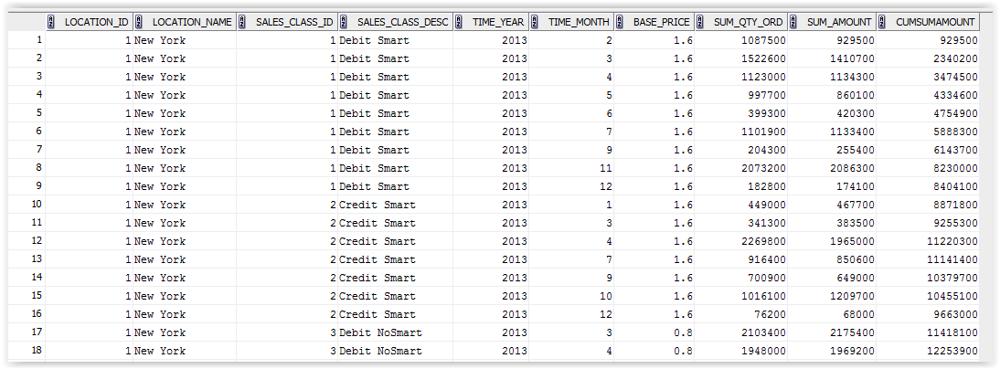 LOCATION_ID LOCATION_NAME SALES_CLASS_ID SALES_CLASS_DESC TIME_YEAR TIME_MONTH BASE_PRICE SUM_QTY_ORD SUM_AMOUNT CUMSUMAMOUNT
1 1 New York 1 Debit Smart 2013 2 1.6 1087500 929500 929500
2 1 New York 1 Debit Smart 2013 3 1.6 1522600 1410700 2340200
3 1 New York 1 Debit Smart 2013 4 1.6 1123000 1134300 3474500
4 1 New York 1 Debit Smart 2013 5 1.6 997700 860100 4334600
5 1 New York 1 Debit Smart 2013 6 1.6 399300 420300 4754900
6 1 New York 1 Debit Smart 2013 7 1.6 1101900 1133400 5888300
7 1 New York 1 Debit Smart 2013 9 1.6 204300 255400 6143700
8 1 New York 1 Debit Smart 2013 11 1.6 2073200 2086300 8230000
9 1 New York 1 Debit Smart 2013 12 1.6 182800 174100 8404100
10 1 New York 2 Credit Smart 2013 1 1.6 449000 467700 8871800
11 1 New York 2 Credit Smart 2013 3 1.6 341300 383500 9255300
12 1 New York 2 Credit Smart 2013 4 1.6 2269800 1965000 11220300
13 1 New York 2 Credit Smart 2013 7 1.6 916400 850600 11141400
14 1 New York 2 Credit Smart 2013 9 1.6 700900 649000 10379700
15 1 New York 2 Credit Smart 2013 10 1.6 1016100 1209700 10455100
16 1 New York 2 Credit Smart 2013 12 1.6 76200 68000 9663000
17 1 New York 3 Debit NoSmart 2013 3 0.8 2103400 2175400 11418100
18 1 New York 3 Debit NoSmart 2013 4 0.8 1948000 1969200 12253900